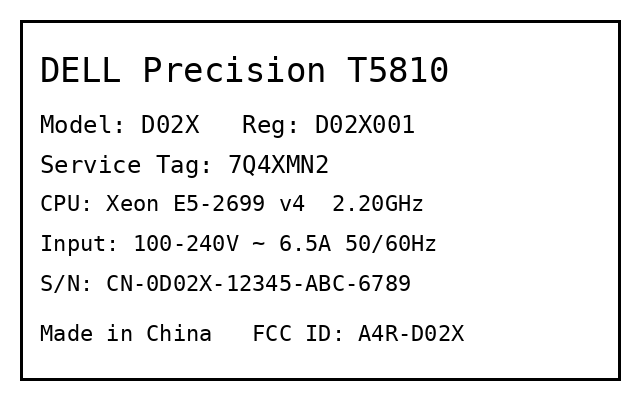 DELL Precision T5810
Model: D02X   Reg: D02X001
Service Tag: 7Q4XMN2
CPU: Xeon E5-2699 v4  2.20GHz
Input: 100-240V ~ 6.5A 50/60Hz
S/N: CN-0D02X-12345-ABC-6789
Made in China   FCC ID: A4R-D02X